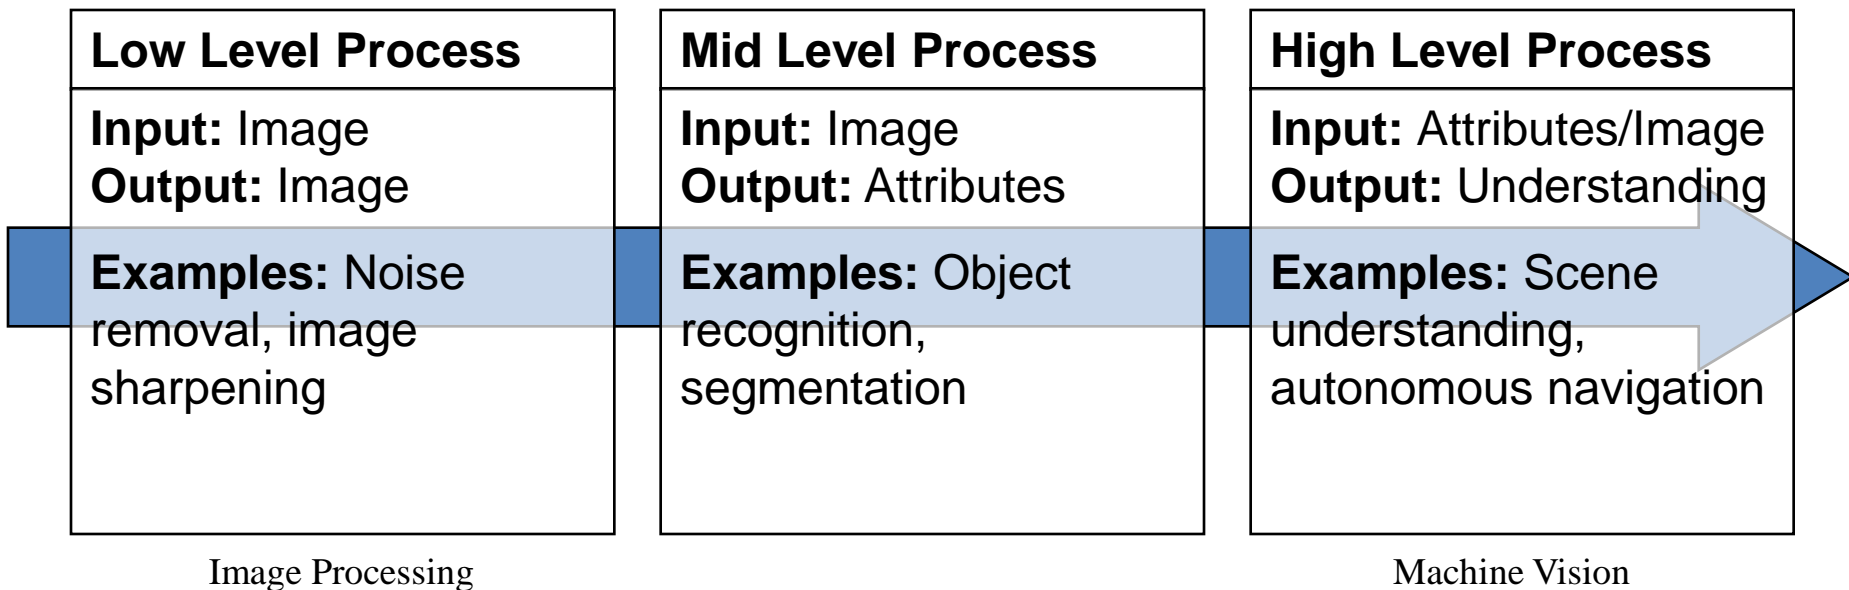 Low Level Process
Input: Image
Output: Image
Examples: Noise
removal, image
sharpening
Mid Level Process
Input: Image
Output: Attributes
Examples: Object
recognition,
segmentation
High Level Process
Input: Attributes/Image
Output: Understanding
Examples: Scene
understanding,
autonomous navigation
Image Processing
Machine Vision